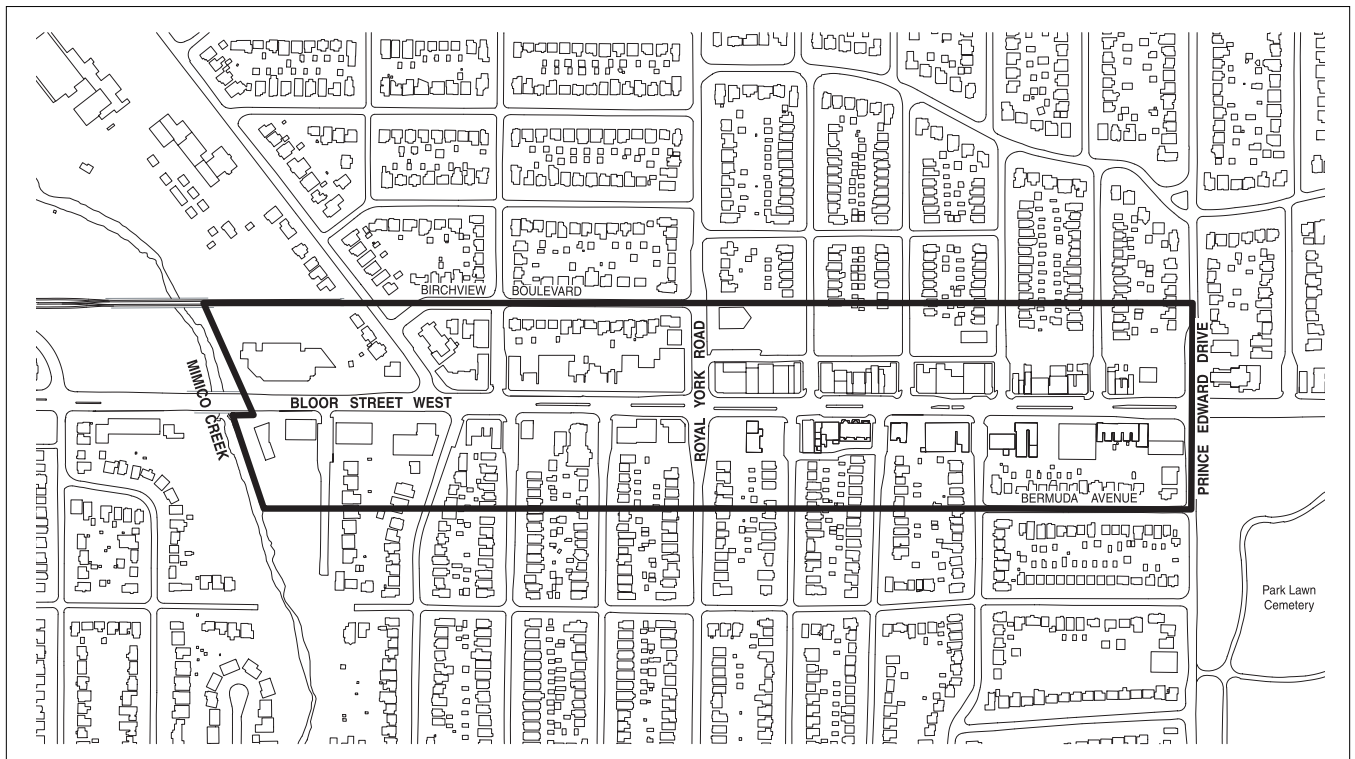 BIRCHVIEW BOULEVARD
ROYAL YORK ROAD
PRINCE EDWARD DRIVE
MIMICO CREEK
BLOOR STREET WEST
BERMUDA AVENUE
Park Lawn
Cemetery